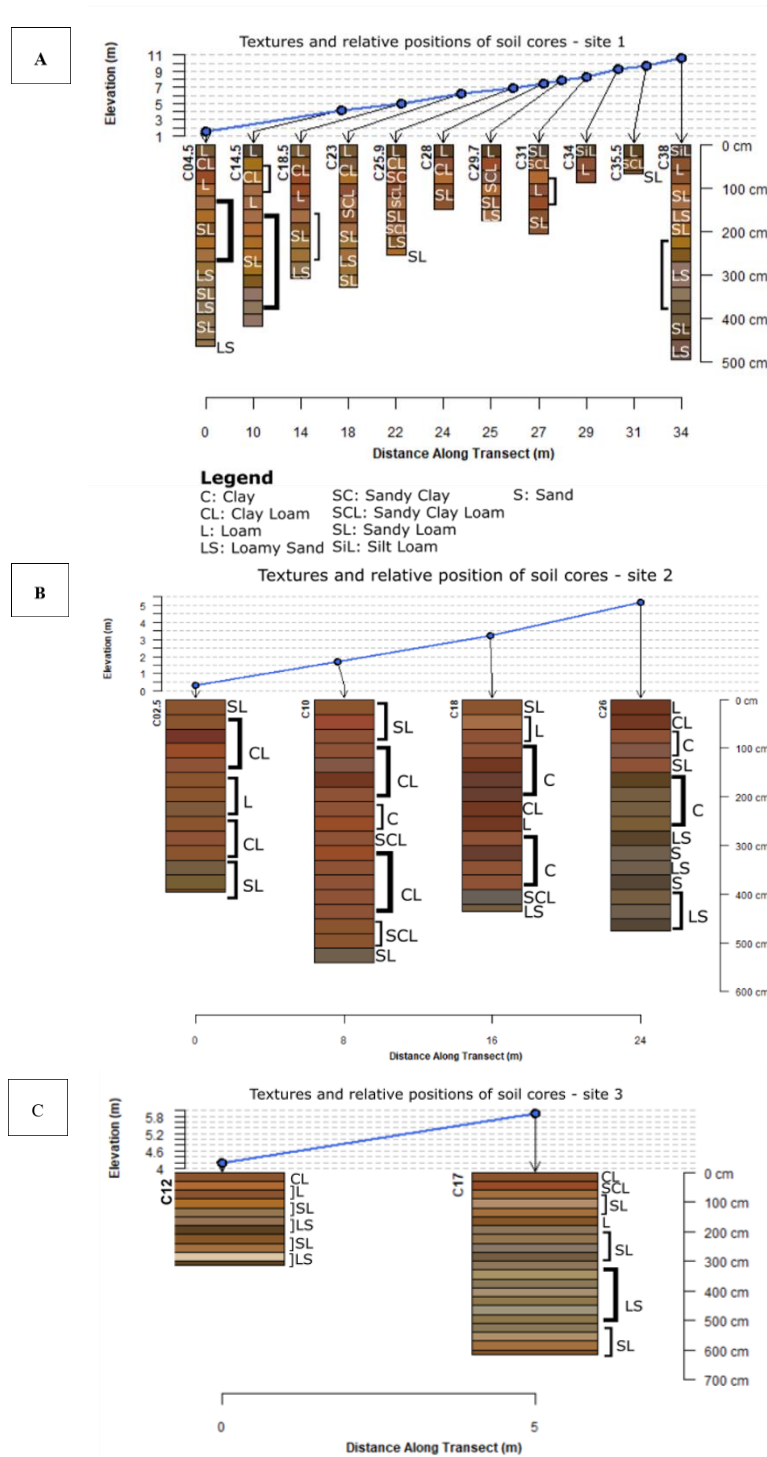 A
Textures and relative positions of soil cores - site 1
Elevation (m)
11
9
7
5
3
1
C04.5
L
CL
L
SL
LS
SL
LS
SL
LS
C14.5
L
CL
L
SL
C18.5
L
CL
L
SL
LS
C23
L
CL
SCL
SL
LS
SL
C25.9
L
CL
SC
SCL
SL
SCL
LS
SL
C28
L
CL
SL
C29.7
L
SCL
SL
LS
C31
SL
SCL
L
SL
C34
SiL
L
C35.5
L
SCL
SL
C38
SiL
L
SL
LS
SL
LS
SL
LS
0 cm
100 cm
200 cm
300 cm
400 cm
500 cm
0 10 14 18 22 24 25 27 29 31 34
Distance Along Transect (m)
Legend
C: Clay SC: Sandy Clay S: Sand
CL: Clay Loam SCL: Sandy Clay Loam
L: Loam SL: Sandy Loam
LS: Loamy Sand SiL: Silt Loam
B
Textures and relative position of soil cores - site 2
Elevation (m)
5
4
3
2
1
0
C02.5
SL
CL
L
CL
SL
C10
SL
CL
C
SCL
CL
SCL
SL
C18
SL
L
C
CL
L
C
SCL
LS
C26
L
CL
C
SL
C
LS
S
LS
S
LS
0 cm
100 cm
200 cm
300 cm
400 cm
500 cm
600 cm
0 8 16 24
Distance Along Transect (m)
C
Textures and relative positions of soil cores - site 3
Elevation (m)
5.8
5.2
4.6
4
C12
CL
L
SL
LS
SL
LS
C17
CL
SCL
SL
L
SL
LS
SL
0 cm
100 cm
200 cm
300 cm
400 cm
500 cm
600 cm
700 cm
0 5
Distance Along Transect (m)